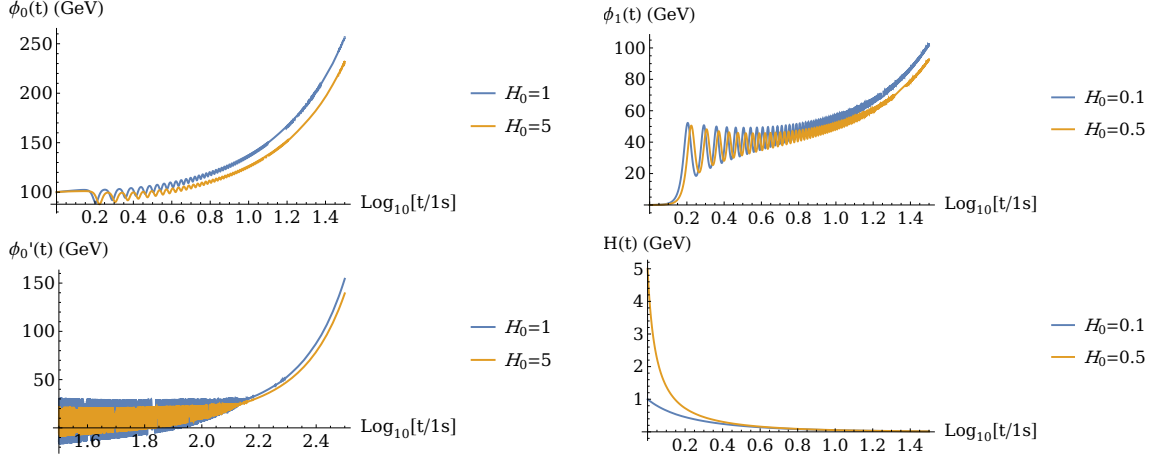 ϕ₀(t) (GeV)
250
200
150
100
0.2 0.4 0.6 0.8 1.0 1.2 1.4
Log₁₀[t/1s]
H₀=1
H₀=5
ϕ₁(t) (GeV)
100
80
60
40
20
0.2 0.4 0.6 0.8 1.0 1.2 1.4
Log₁₀[t/1s]
H₀=0.1
H₀=0.5
ϕ₀'(t) (GeV)
150
100
50
1.6 1.8 2.0 2.2 2.4
Log₁₀[t/1s]
H₀=1
H₀=5
H(t) (GeV)
5
4
3
2
1
0.2 0.4 0.6 0.8 1.0 1.2 1.4
Log₁₀[t/1s]
H₀=0.1
H₀=0.5